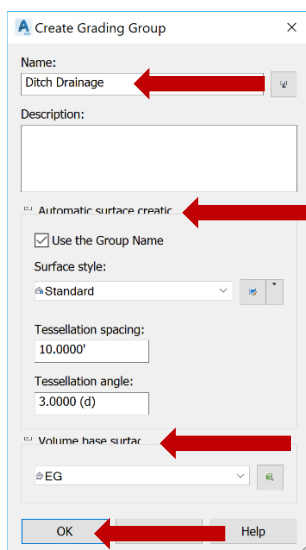 Create Grading Group
Name:
Ditch Drainage
Description:
Automatic surface creatic
Use the Group Name
Surface style:
Standard
Tessellation spacing:
10.0000'
Tessellation angle:
3.0000 (d)
Volume base surfac
EG
OK
Help